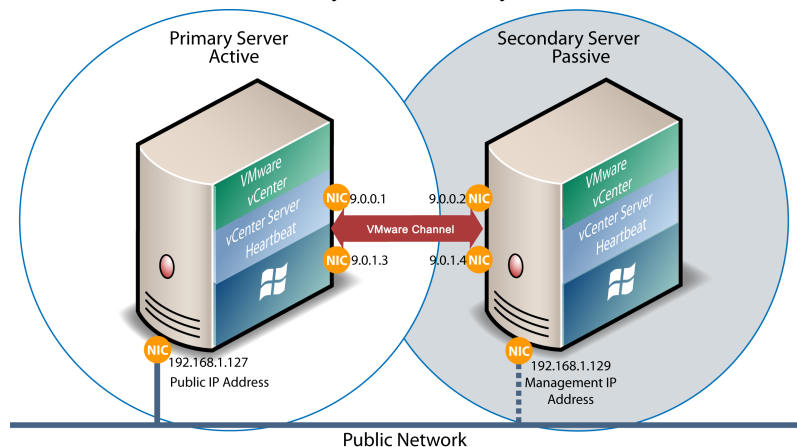 Primary Server
Active
Secondary Server
Passive
VMware
vCenter
vCenter Server
Heartbeat
VMware
vCenter
vCenter Server
Heartbeat
NIC 9.0.0.1
9.0.0.2 NIC
VMware Channel
NIC 9.0.1.3
9.0.1.4 NIC
NIC
192.168.1.127
Public IP Address
NIC
192.168.1.129
Management IP
Address
Public Network